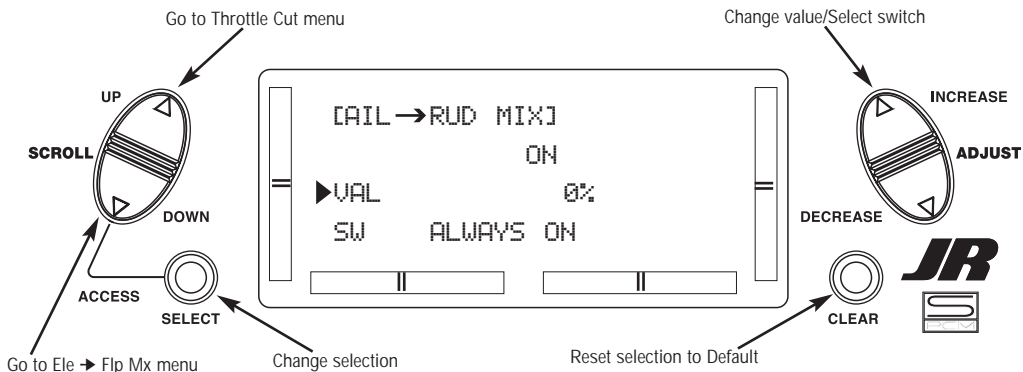 Go to Throttle Cut menu
Change value/Select switch
UP
SCROLL
DOWN
ACCESS
SELECT
[AIL→RUD MIX]
ON
▶VAL 0%
SW ALWAYS ON
INCREASE
ADJUST
DECREASE
CLEAR
JR
S
PCM
Go to Ele → Flp Mx menu
Change selection
Reset selection to Default